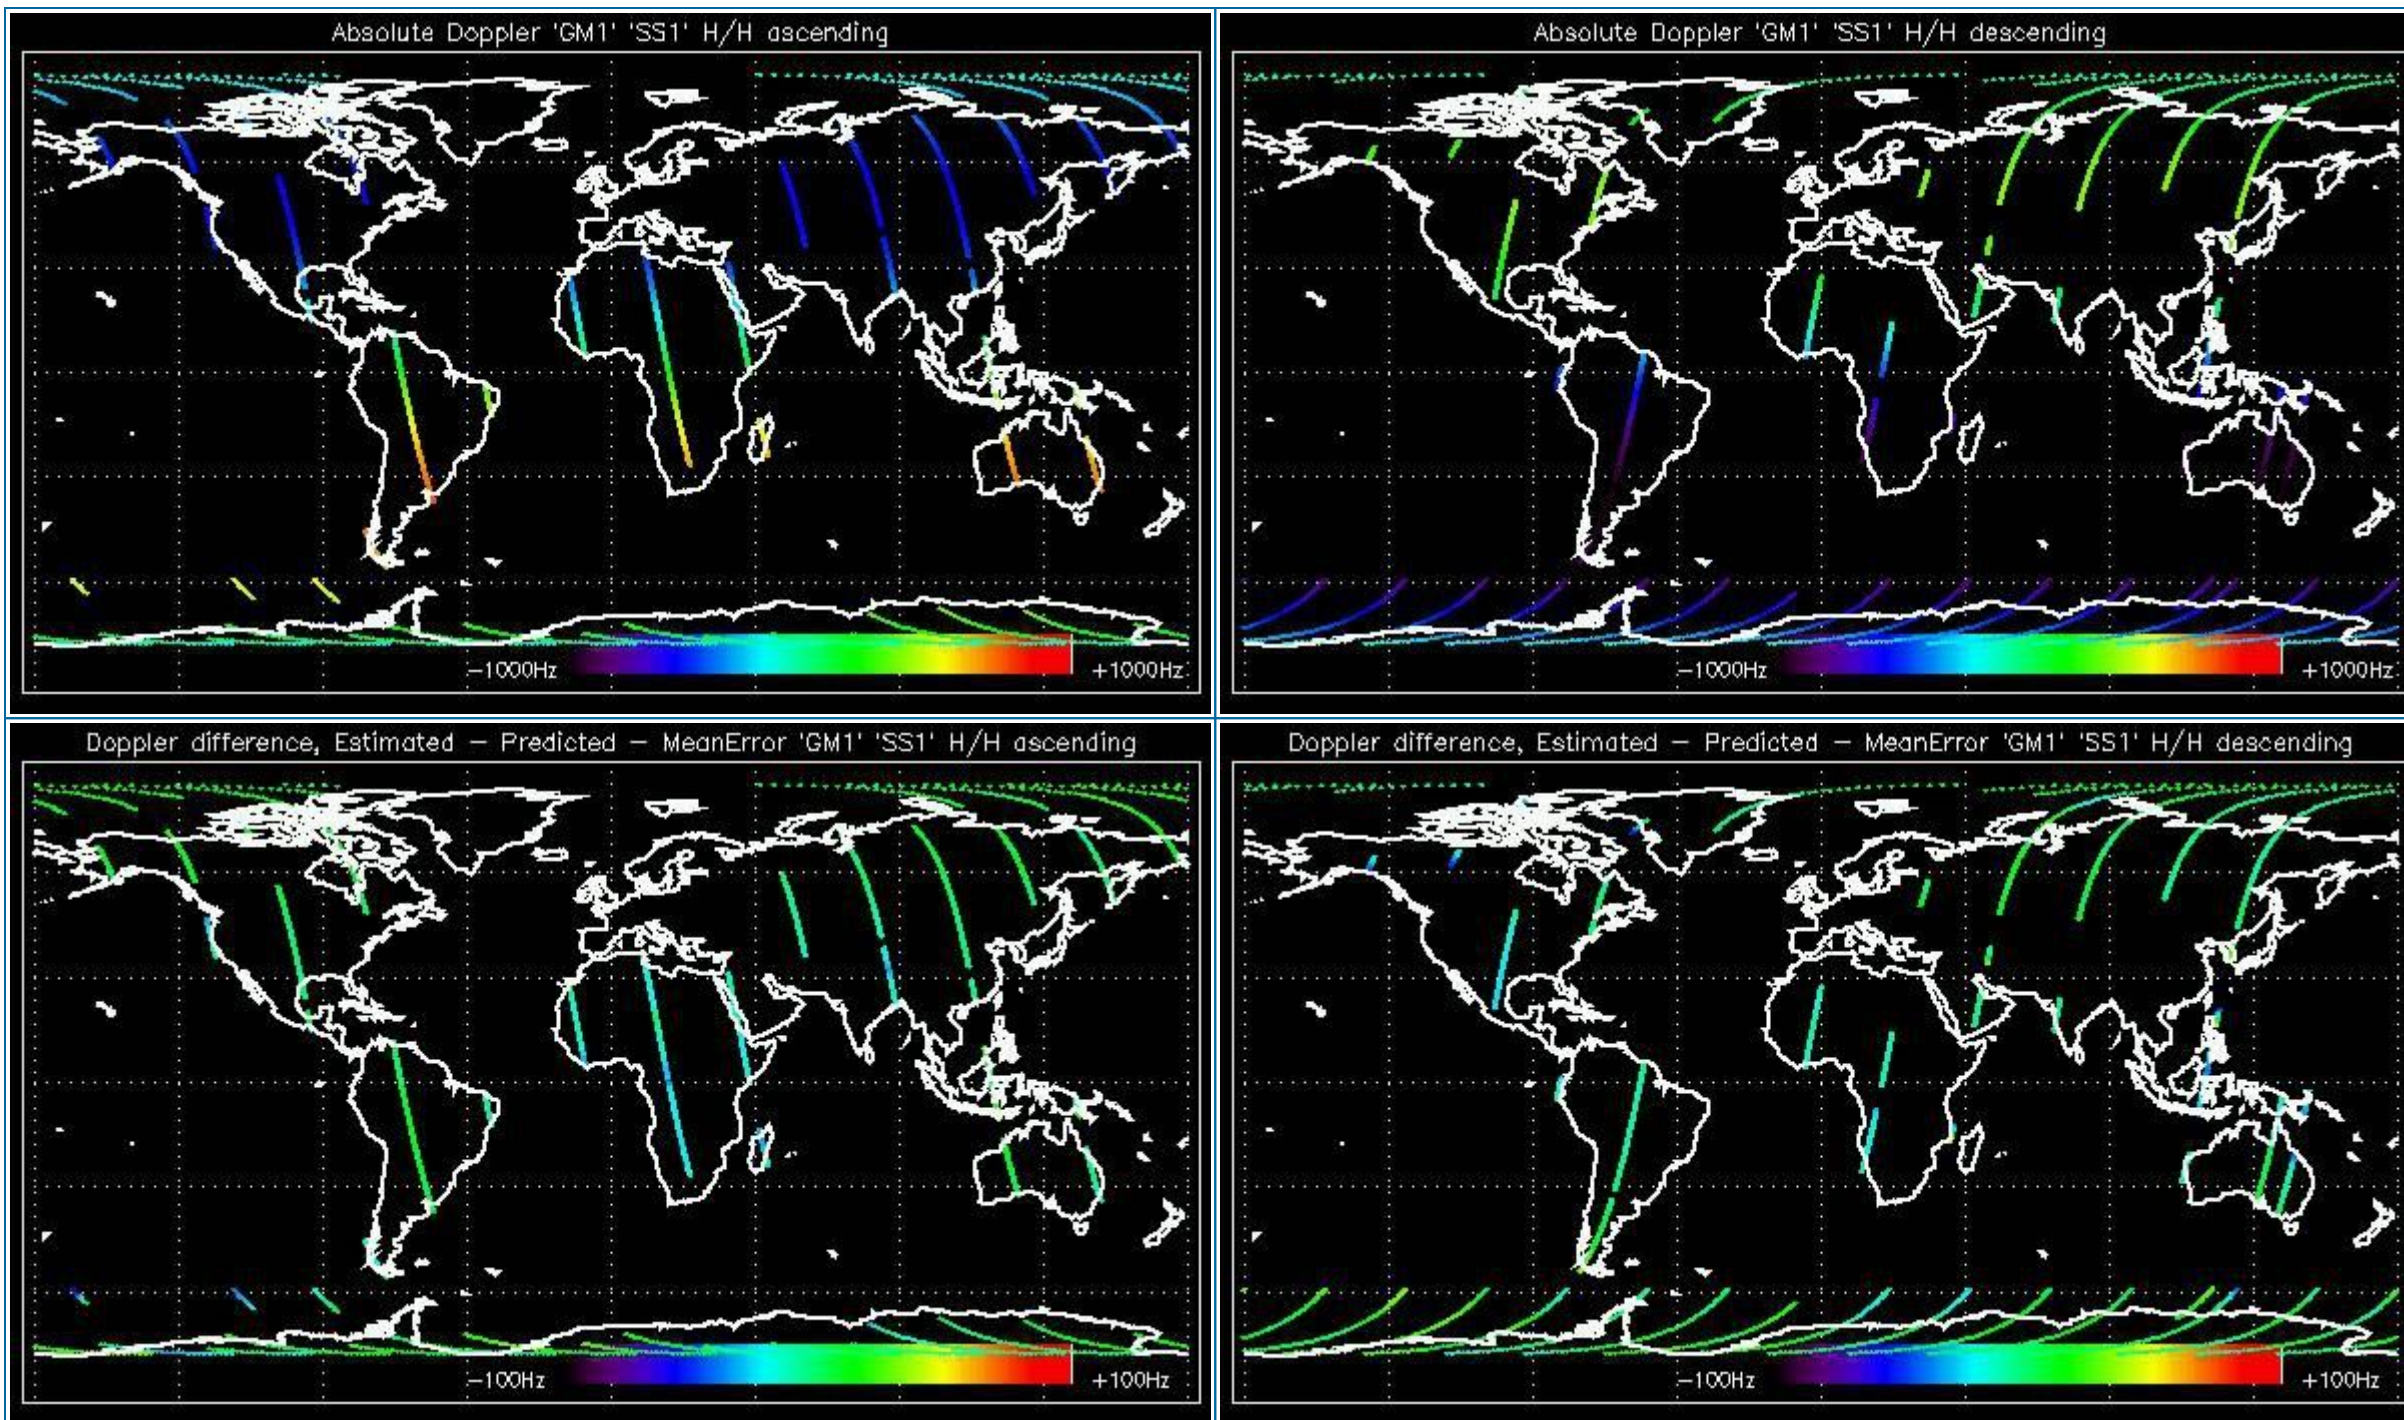 Absolute Doppler 'GM1' 'SS1' H/H ascending
−1000Hz
+1000Hz
Absolute Doppler 'GM1' 'SS1' H/H descending
−1000Hz
+1000Hz
Doppler difference, Estimated − Predicted − MeanError 'GM1' 'SS1' H/H ascending
−100Hz
+100Hz
Doppler difference, Estimated − Predicted − MeanError 'GM1' 'SS1' H/H descending
−100Hz
+100Hz